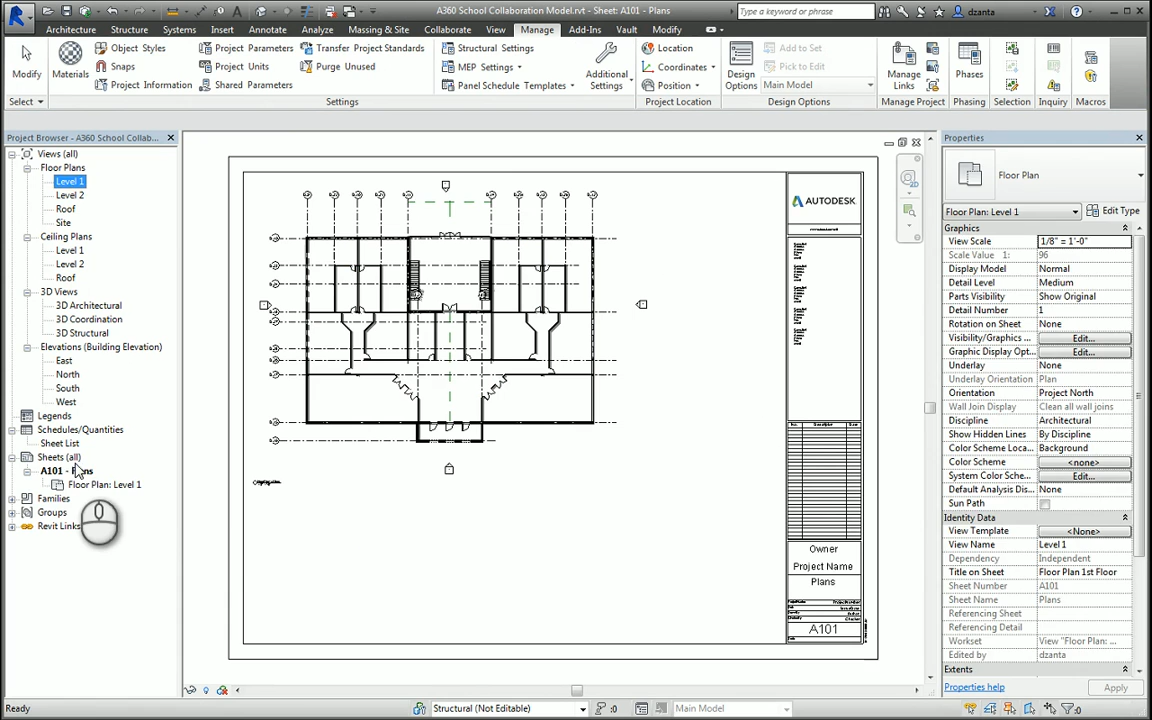 A360 School Collaboration Model.rvt - Sheet: A101 - Plans
Type a keyword or phrase
dzanta
Architecture Structure Systems Insert Annotate Analyze Massing & Site Collaborate View Manage Add-Ins Vault Modify
Modify
Select
Materials
Object Styles
Snaps
Project Information
Project Parameters
Project Units
Shared Parameters
Transfer Project Standards
Purge Unused
Settings
Structural Settings
MEP Settings
Panel Schedule Templates
Additional
Settings
Location
Coordinates
Position
Project Location
Design
Options
Add to Set
Pick to Edit
Main Model
Design Options
Manage
Links
Manage Project
Phases
Phasing
Selection
Inquiry
Macros
Project Browser - A360 School Collab...
Views (all)
Floor Plans
Level 1
Level 2
Roof
Site
Ceiling Plans
Level 1
Level 2
Roof
3D Views
3D Architectural
3D Coordination
3D Structural
Elevations (Building Elevation)
East
North
South
West
Legends
Schedules/Quantities
Sheet List
Sheets (all)
A101 - Plans
Floor Plan: Level 1
Families
Groups
Revit Links
AUTODESK
Owner
Project Name
Plans
A101
Properties
Floor Plan
Floor Plan: Level 1
Edit Type
Graphics
View Scale 1/8" = 1'-0"
Scale Value 1: 96
Display Model Normal
Detail Level Medium
Parts Visibility Show Original
Detail Number 1
Rotation on Sheet None
Visibility/Graphics ... Edit...
Graphic Display Opt... Edit...
Underlay None
Underlay Orientation Plan
Orientation Project North
Wall Join Display Clean all wall joins
Discipline Architectural
Show Hidden Lines By Discipline
Color Scheme Location Background
Color Scheme <none>
System Color Sche... Edit...
Default Analysis Dis... None
Sun Path
Identity Data
View Template <None>
View Name Level 1
Dependency Independent
Title on Sheet Floor Plan 1st Floor
Sheet Number A101
Sheet Name Plans
Referencing Sheet
Referencing Detail
Workset View "Floor Plan: ...
Edited by dzanta
Extents
Properties help
Apply
Ready
Structural (Not Editable)
:0
Main Model
:0